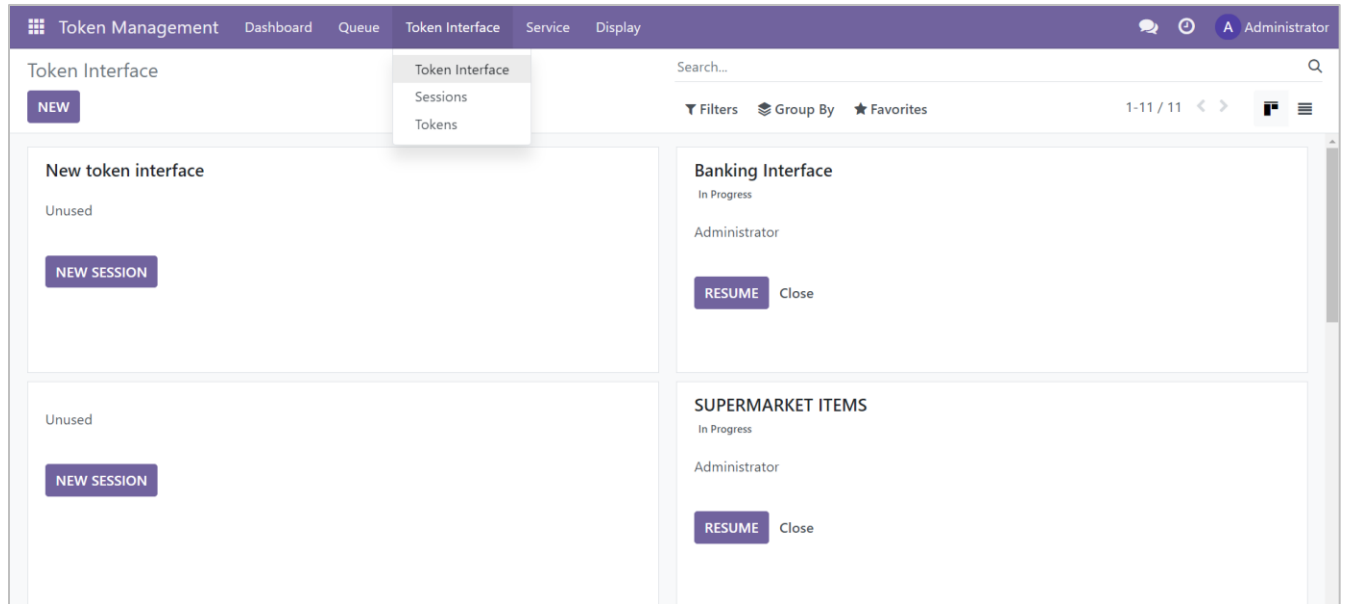 Token Management Dashboard Queue Token Interface Service Display A Administrator
Token Interface
NEW
Token Interface
Sessions
Tokens
Search...
Filters Group By Favorites 1-11 / 11
New token interface
Unused
NEW SESSION
Banking Interface
In Progress
Administrator
RESUME Close
Unused
NEW SESSION
SUPERMARKET ITEMS
In Progress
Administrator
RESUME Close